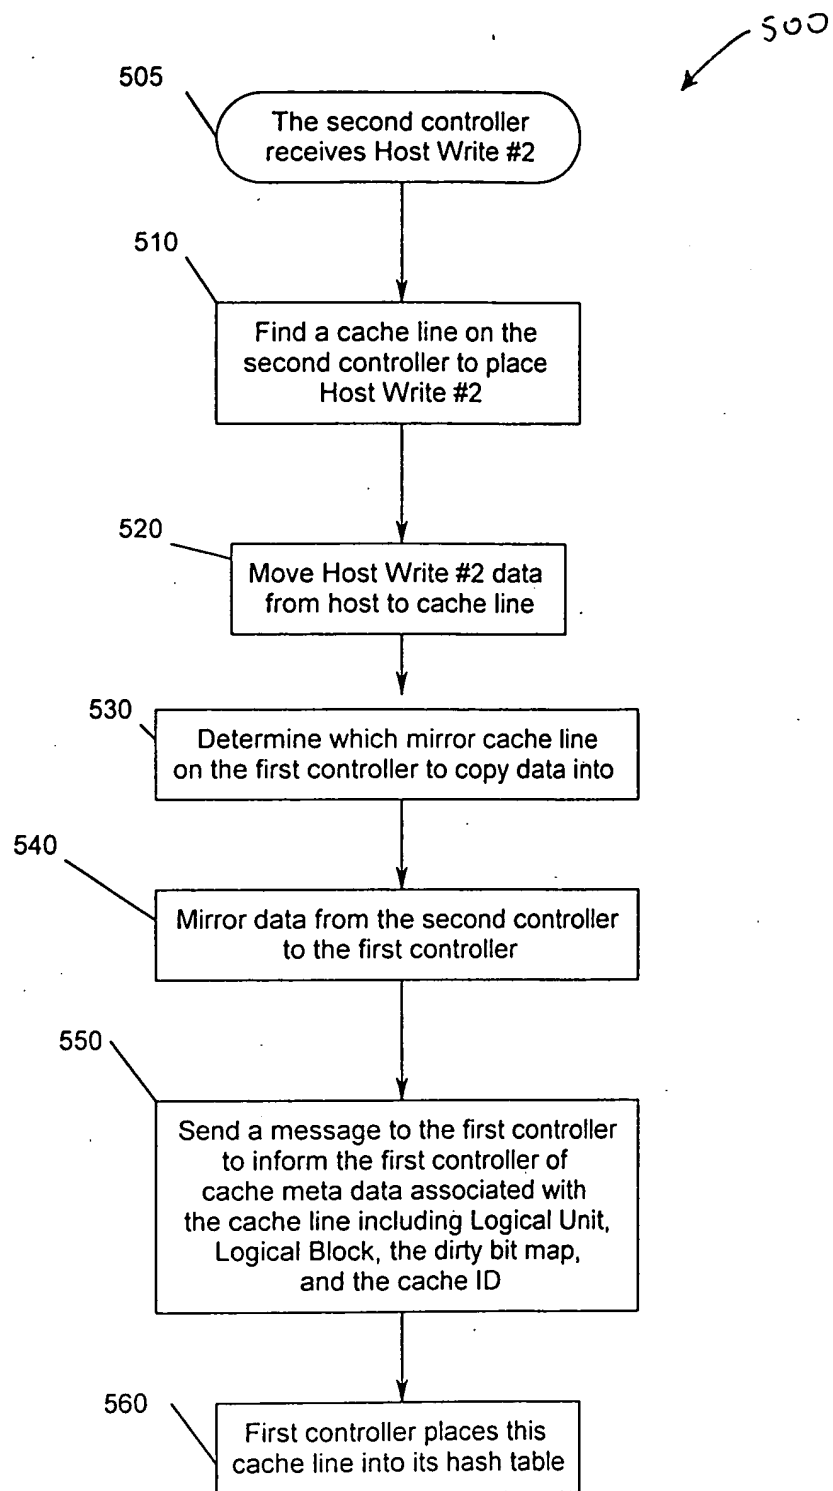 500
505
The second controller
receives Host Write #2
510
Find a cache line on the
second controller to place
Host Write #2
520
Move Host Write #2 data
from host to cache line
530
Determine which mirror cache line
on the first controller to copy data into
540
Mirror data from the second controller
to the first controller
550
Send a message to the first controller
to inform the first controller of
cache meta data associated with
the cache line including Logical Unit,
Logical Block, the dirty bit map,
and the cache ID
560
First controller places this
cache line into its hash table